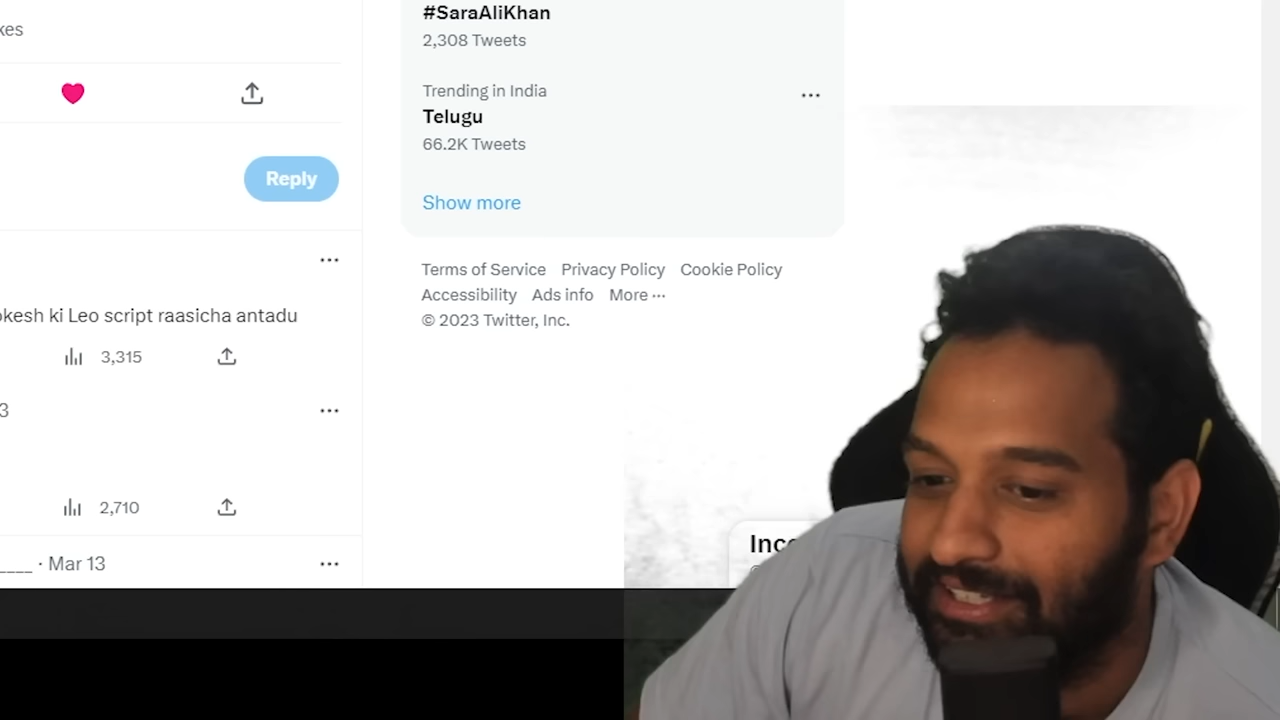 kes
Reply
okesh ki Leo script raasicha antadu
3,315
3
2,710
· Mar 13
#SaraAliKhan
2,308 Tweets
Trending in India
Telugu
66.2K Tweets
Show more
Terms of Service Privacy Policy Cookie Policy
Accessibility Ads info More ···
© 2023 Twitter, Inc.